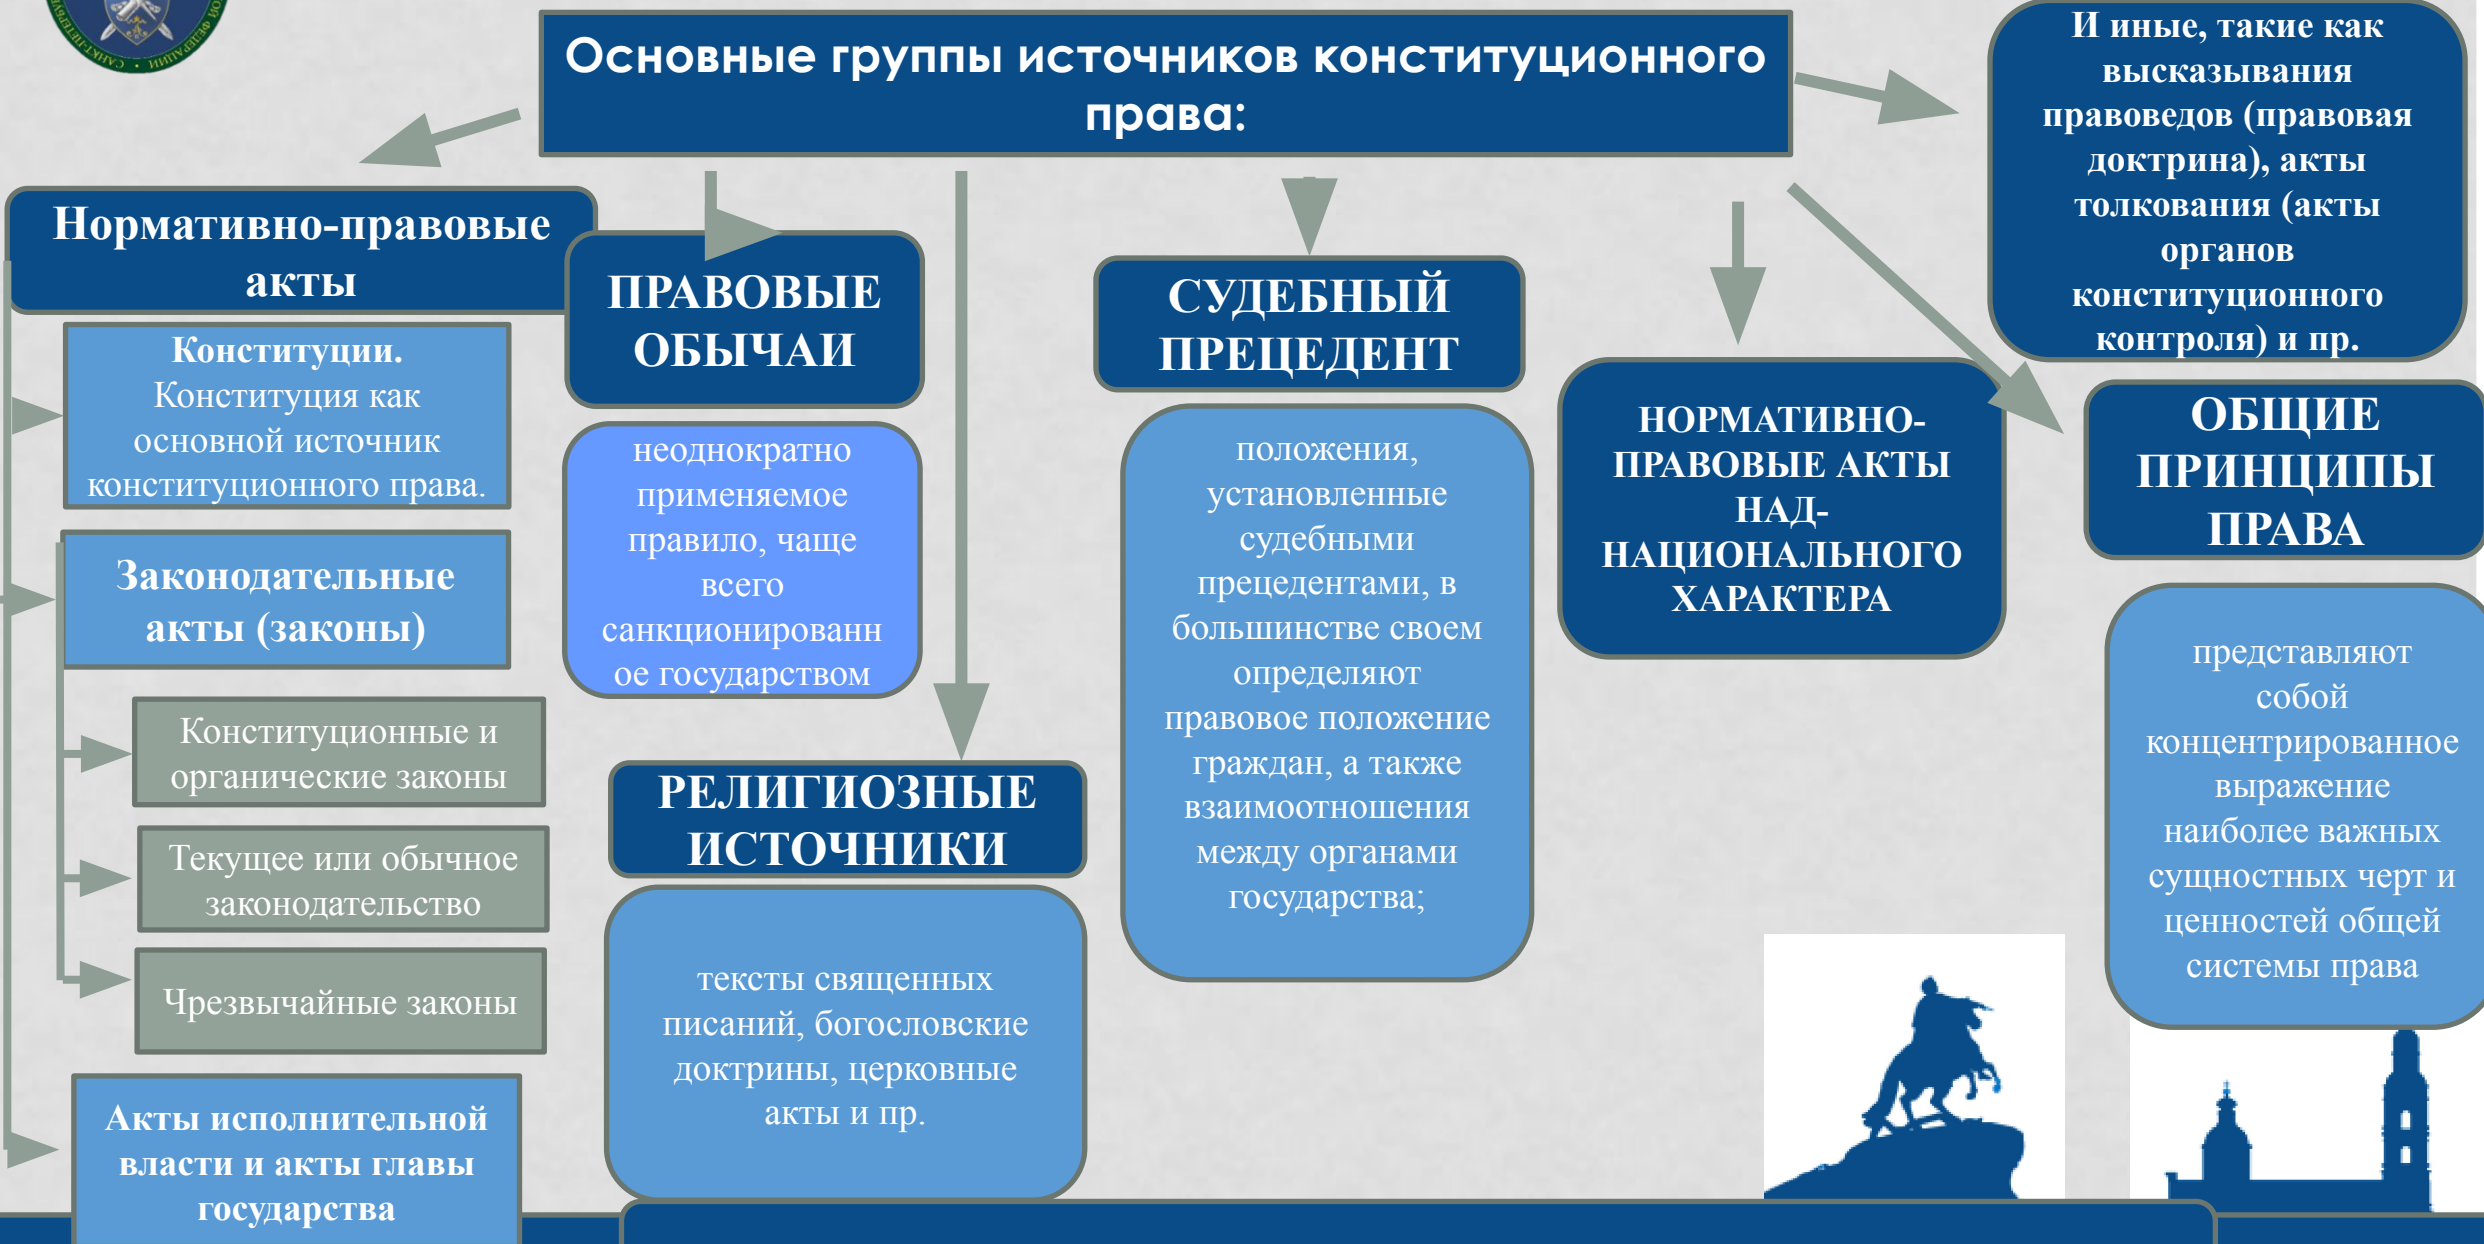 САНКТ-ПЕТЕРБУ
ОЙ ФЕДЕРАЦИИ
Основные группы источников конституционного
права:
Нормативно-правовые
акты
Конституции.
Конституция как
основной источник
конституционного права.
Законодательные
акты (законы)
Конституционные и
органические законы
Текущее или обычное
законодательство
Чрезвычайные законы
Акты исполнительной
власти и акты главы
государства
ПРАВОВЫЕ
ОБЫЧАИ
неоднократно
применяемое
правило, чаще
всего
санкционированн
ое государством
РЕЛИГИОЗНЫЕ
ИСТОЧНИКИ
тексты священных
писаний, богословские
доктрины, церковные
акты и пр.
СУДЕБНЫЙ
ПРЕЦЕДЕНТ
положения,
установленные
судебными
прецедентами, в
большинстве своем
определяют
правовое положение
граждан, а также
взаимоотношения
между органами
государства;
НОРМАТИВНО-
ПРАВОВЫЕ АКТЫ
НАД-
НАЦИОНАЛЬНОГО
ХАРАКТЕРА
И иные, такие как
высказывания
правоведов (правовая
доктрина), акты
толкования (акты
органов
конституционного
контроля) и пр.
ОБЩИЕ
ПРИНЦИПЫ
ПРАВА
представляют
собой
концентрированное
выражение
наиболее важных
сущностных черт и
ценностей общей
системы права